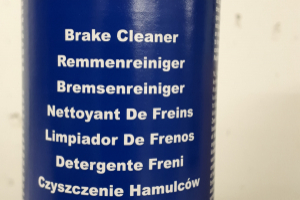 Brake Cleaner
Remmenreiniger
Bremsenreiniger
Nettoyant De Freins
Limpiador De Frenos
Detergente Freni
Czyszczenie Hamulców